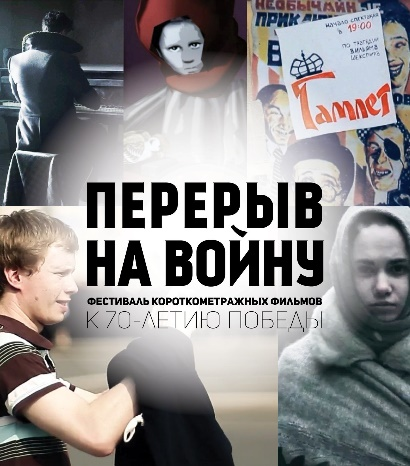 НЕОБЫЧАЙН
ПРИК
НАЧАЛО СПЕКТАКЛЯ
В 19:00
ПО ТРАГЕДИИ
ВИЛЬЯМА
ШЕКСПИРА
Гамлет
ПЕРЕРЫВ
НА ВОЙНУ
ФЕСТИВАЛЬ КОРОТКОМЕТРАЖНЫХ ФИЛЬМОВ
К 70-ЛЕТИЮ ПОБЕДЫ